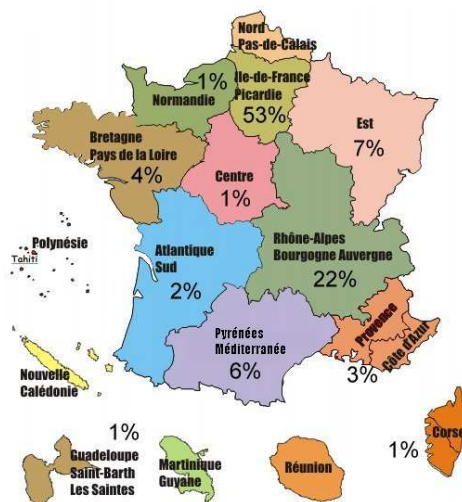 Nord
Pas-de-Calais
1%
Ile-de-France
Picardie
53%
Normandie
Est
7%
Bretagne
Pays de la Loire
4%
Centre
1%
Polynésie
Tahiti
Atlantique
Sud
2%
Rhône-Alpes
Bourgogne Auvergne
22%
Pyrénées
Méditerranée
6%
Provence
Côte d'Azur
3%
Nouvelle
Calédonie
1%
Guadeloupe
Saint-Barth
Les Saintes
Martinique
Guyane
Réunion
1%
Corse